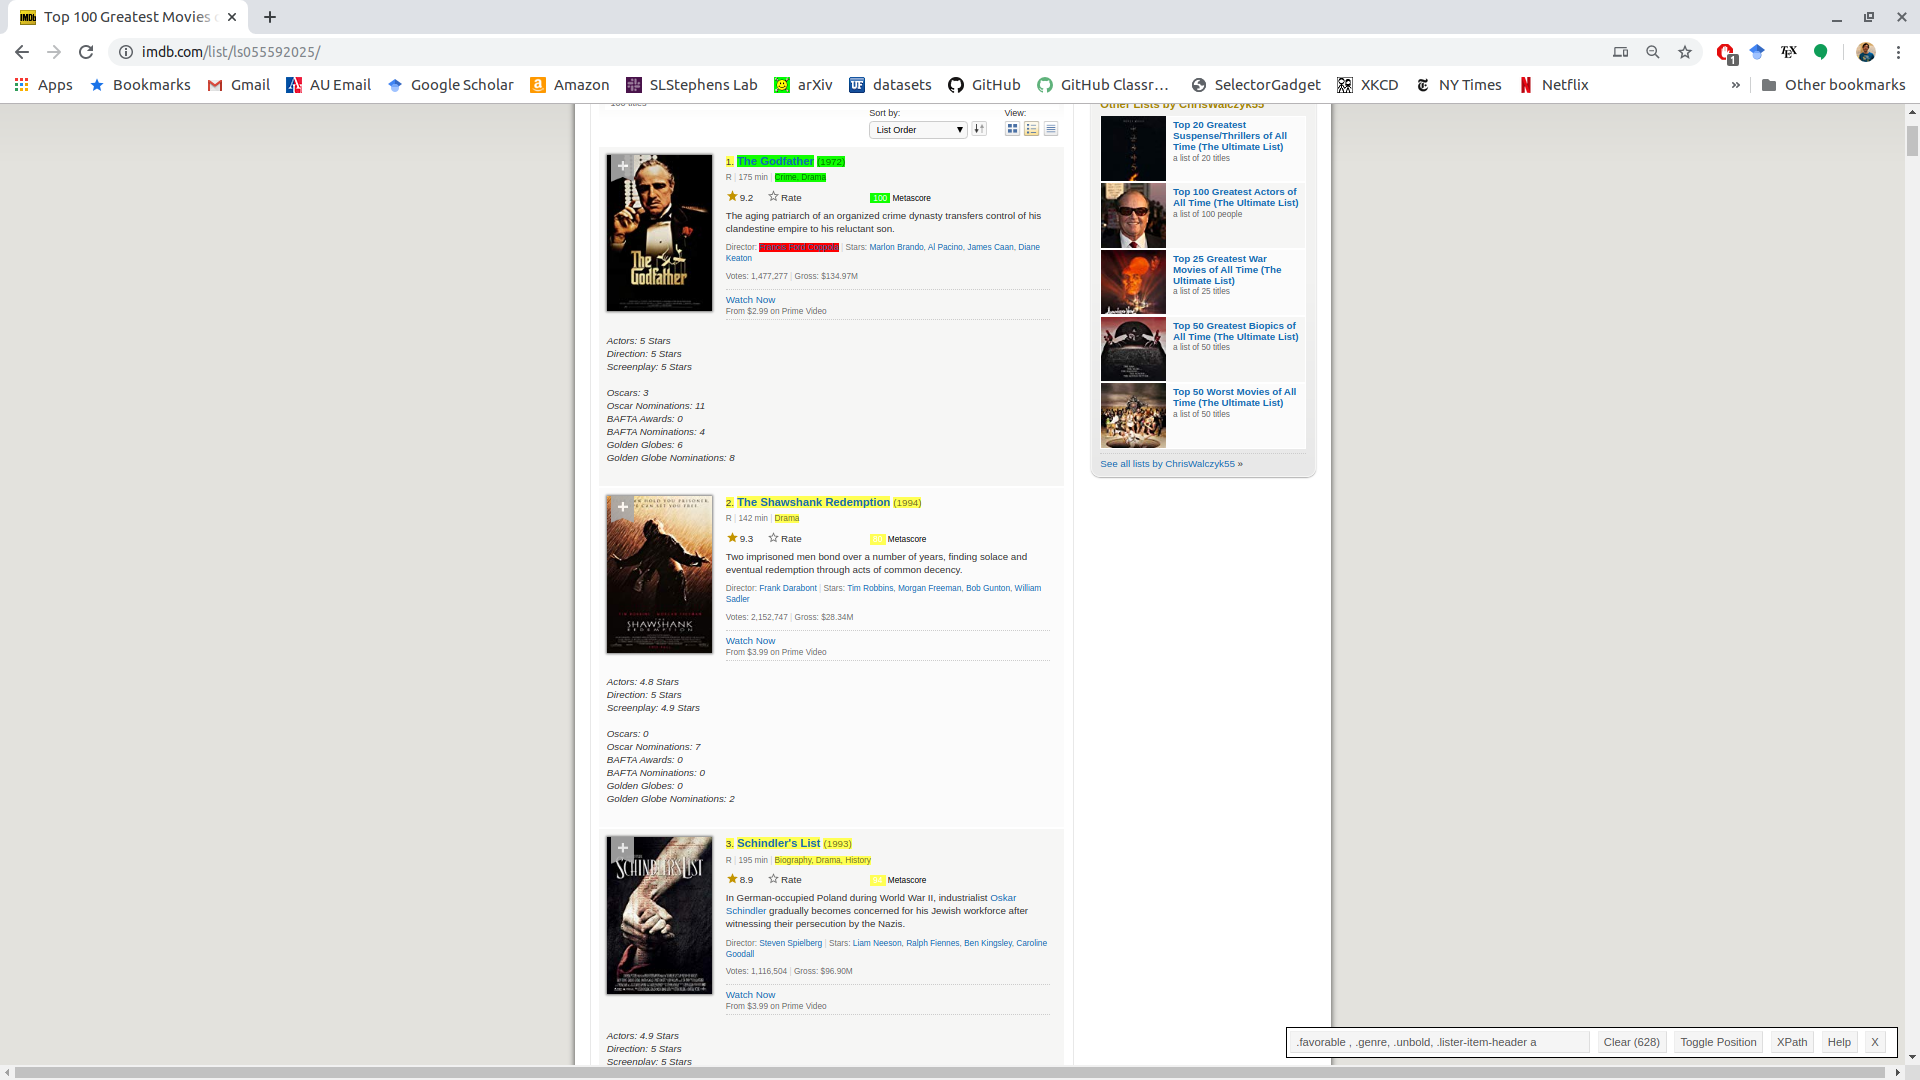 Top 100 Greatest Movies
imdb.com/list/ls055592025/
1
Apps
Bookmarks
Gmail
AU Email
Google Scholar
Amazon
SLStephens Lab
arXiv
datasets
GitHub
GitHub Classr…
SelectorGadget
XKCD
NY Times
Netflix
»
Other bookmarks
100 titles
Sort by:
View:
List Order
1. The Godfather (1972)
R | 175 min | Crime, Drama
9.2 Rate 100 Metascore
The aging patriarch of an organized crime dynasty transfers control of his
clandestine empire to his reluctant son.
Director: Francis Ford Coppola | Stars: Marlon Brando, Al Pacino, James Caan, Diane
Keaton
Votes: 1,477,277 | Gross: $134.97M
Watch Now
From $2.99 on Prime Video
The
Godfather
Actors: 5 Stars
Direction: 5 Stars
Screenplay: 5 Stars
Oscars: 3
Oscar Nominations: 11
BAFTA Awards: 0
BAFTA Nominations: 4
Golden Globes: 6
Golden Globe Nominations: 8
2. The Shawshank Redemption (1994)
R | 142 min | Drama
9.3 Rate Metascore
Two imprisoned men bond over a number of years, finding solace and
eventual redemption through acts of common decency.
Director: Frank Darabont | Stars: Tim Robbins, Morgan Freeman, Bob Gunton, William
Sadler
Votes: 2,152,747 | Gross: $28.34M
Watch Now
From $3.99 on Prime Video
SHAWSHANK
REDEMPTION
Actors: 4.8 Stars
Direction: 5 Stars
Screenplay: 4.9 Stars
Oscars: 0
Oscar Nominations: 7
BAFTA Awards: 0
BAFTA Nominations: 0
Golden Globes: 0
Golden Globe Nominations: 2
3. Schindler's List (1993)
R | 195 min | Biography, Drama, History
8.9 Rate Metascore
In German-occupied Poland during World War II, industrialist Oskar
Schindler gradually becomes concerned for his Jewish workforce after
witnessing their persecution by the Nazis.
Director: Steven Spielberg | Stars: Liam Neeson, Ralph Fiennes, Ben Kingsley, Caroline
Goodall
Votes: 1,116,504 | Gross: $96.90M
Watch Now
From $3.99 on Prime Video
SCHINDLER'S LIST
Actors: 4.9 Stars
Direction: 5 Stars
Screenplay: 5 Stars
Other Lists by ChrisWalczyk55
Top 20 Greatest
Suspense/Thrillers of All
Time (The Ultimate List)
a list of 20 titles
Top 100 Greatest Actors of
All Time (The Ultimate List)
a list of 100 people
Top 25 Greatest War
Movies of All Time (The
Ultimate List)
a list of 25 titles
Top 50 Greatest Biopics of
All Time (The Ultimate List)
a list of 50 titles
Top 50 Worst Movies of All
Time (The Ultimate List)
a list of 50 titles
See all lists by ChrisWalczyk55 »
.favorable , .genre, .unbold, .lister-item-header a
Clear (628)
Toggle Position
XPath
Help
X